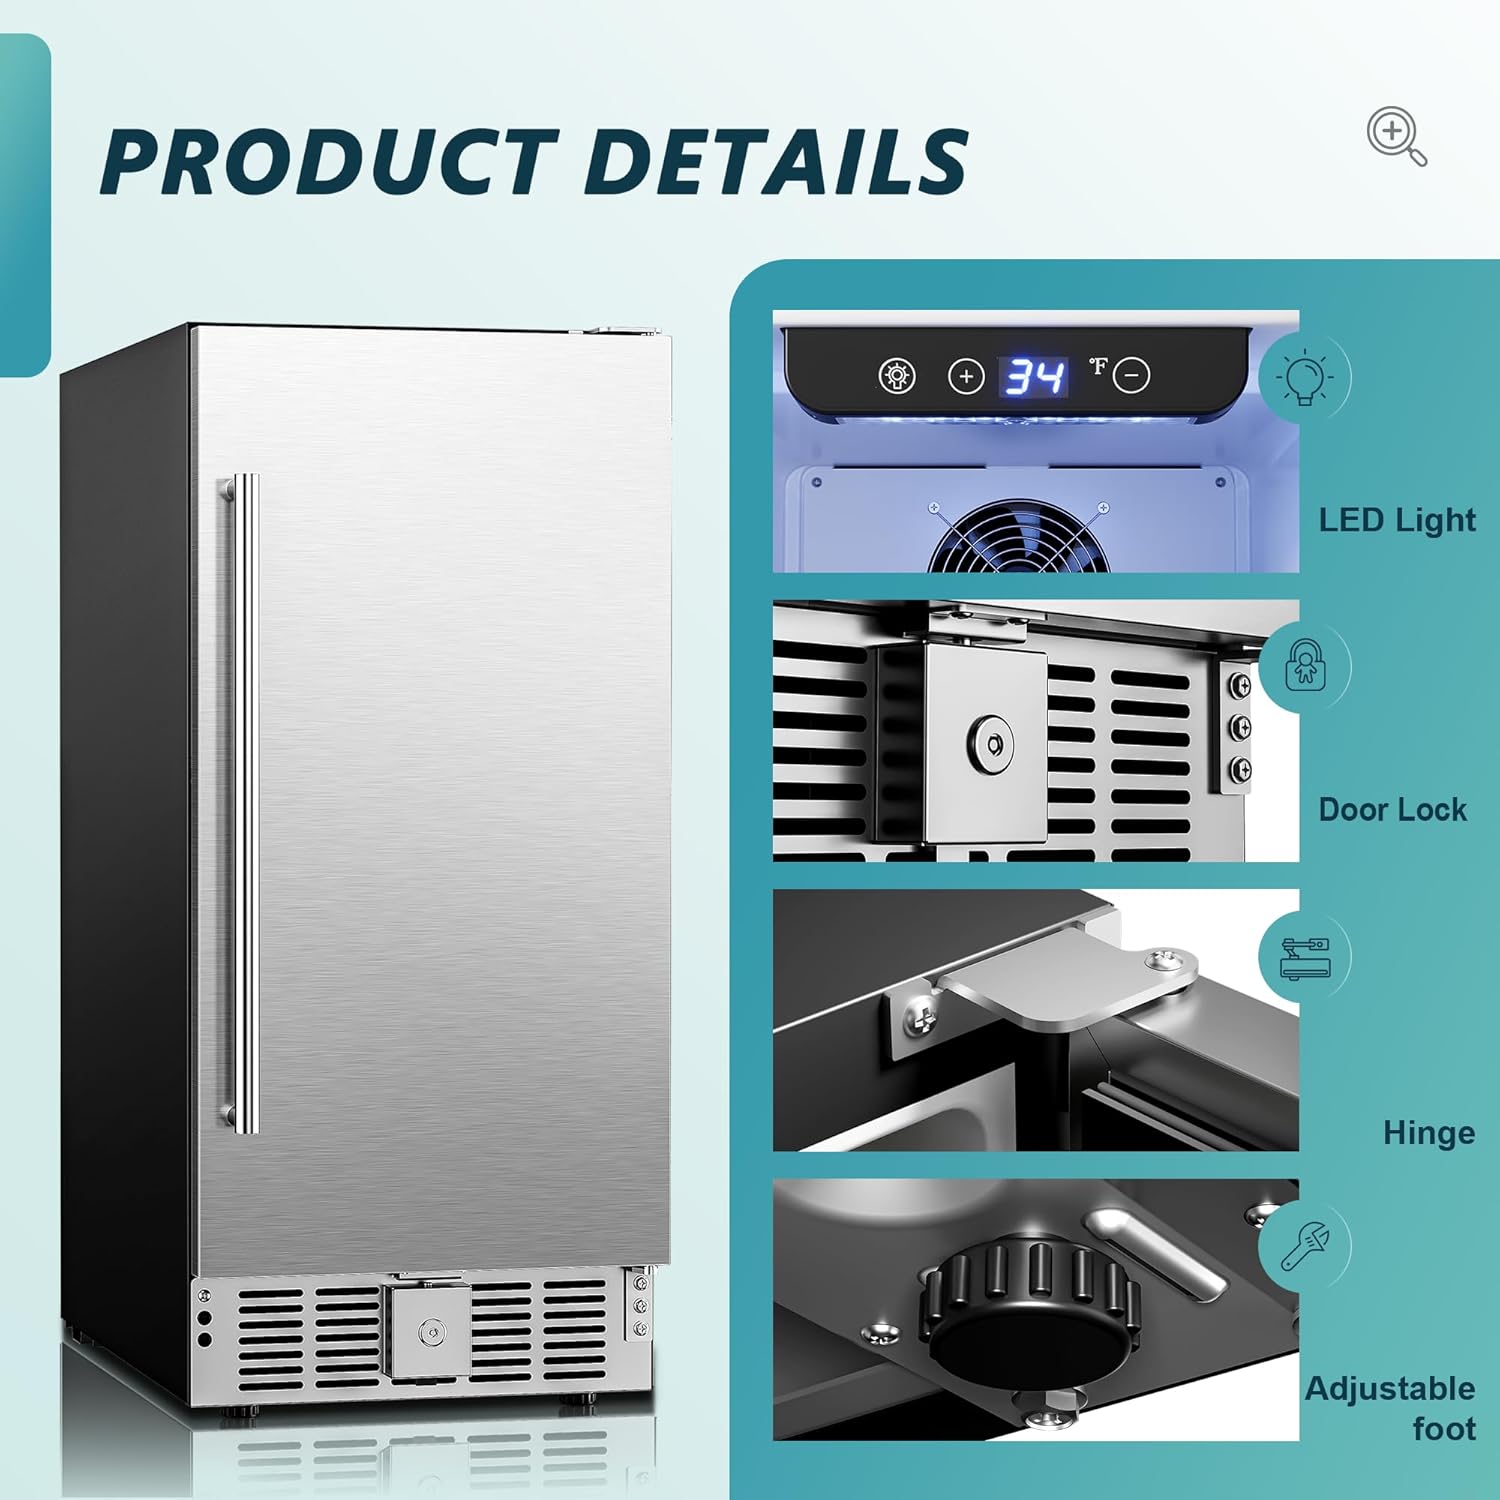 PRODUCT DETAILS
34 °F
LED Light
Door Lock
Hinge
Adjustable
foot